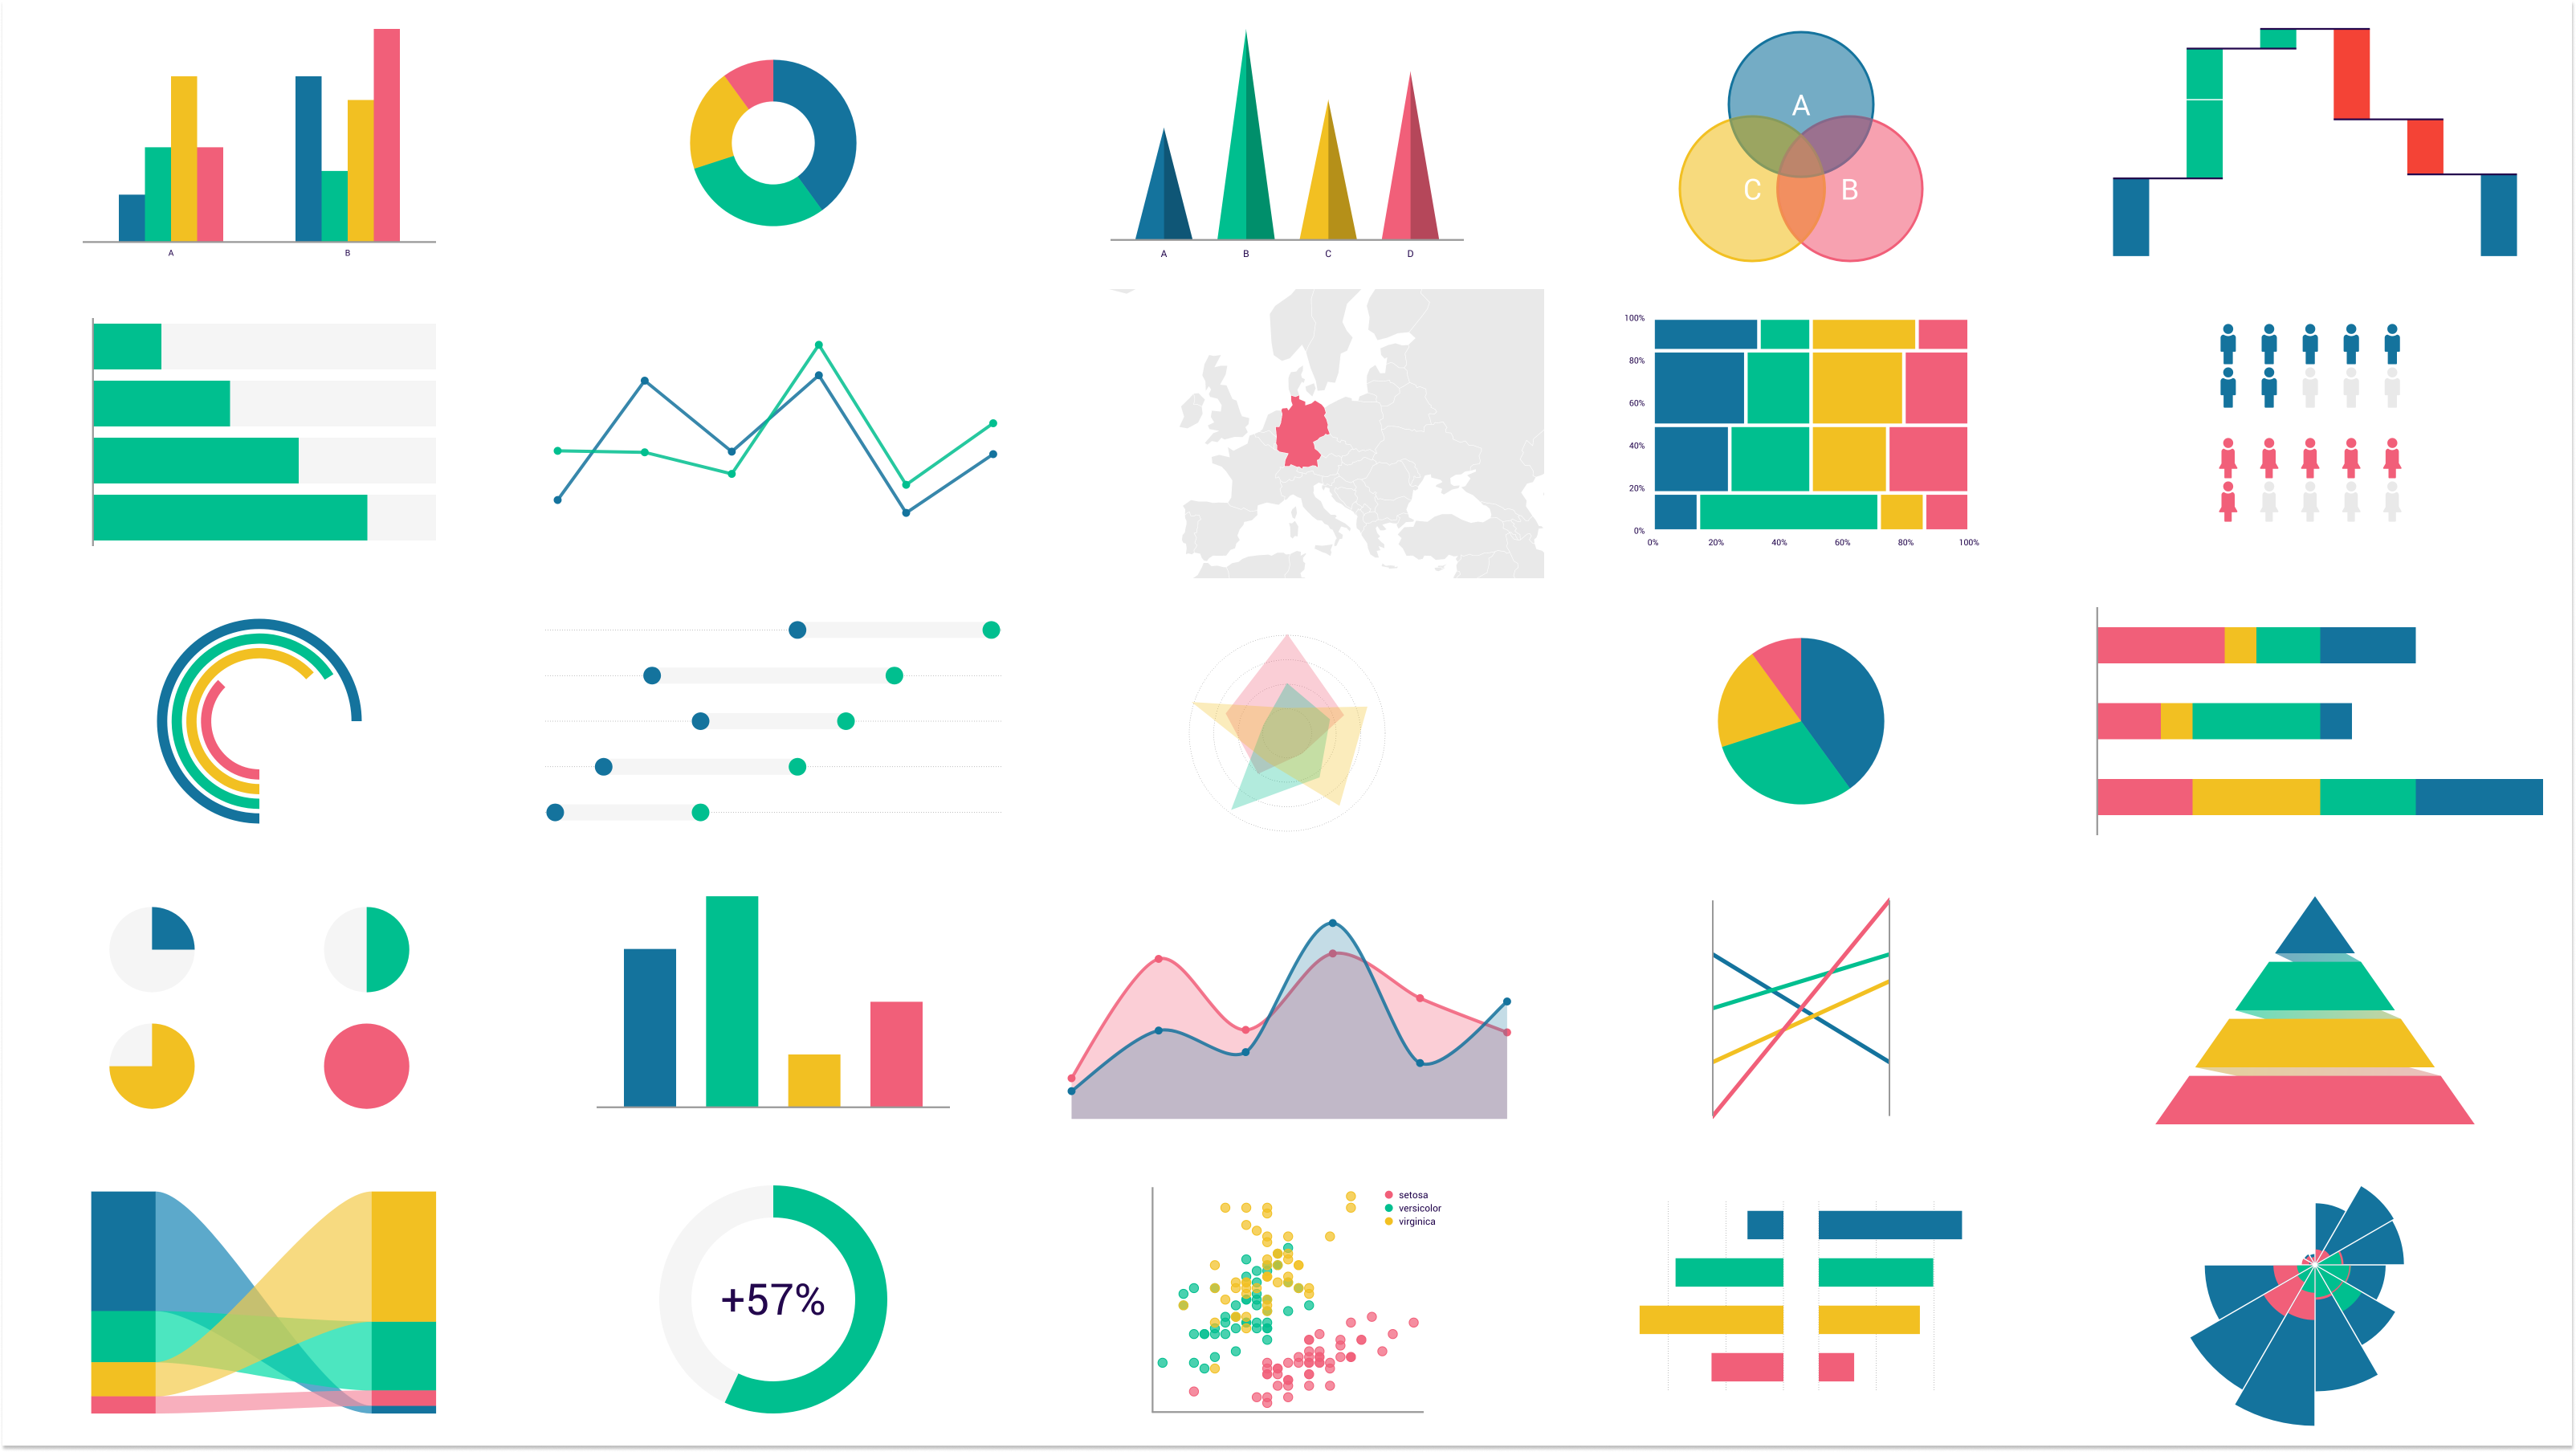 A B
A B C D
A
C B
100%
80%
60%
40%
20%
0%
0% 20% 40% 60% 80% 100%
+57%
setosa
versicolor
virginica